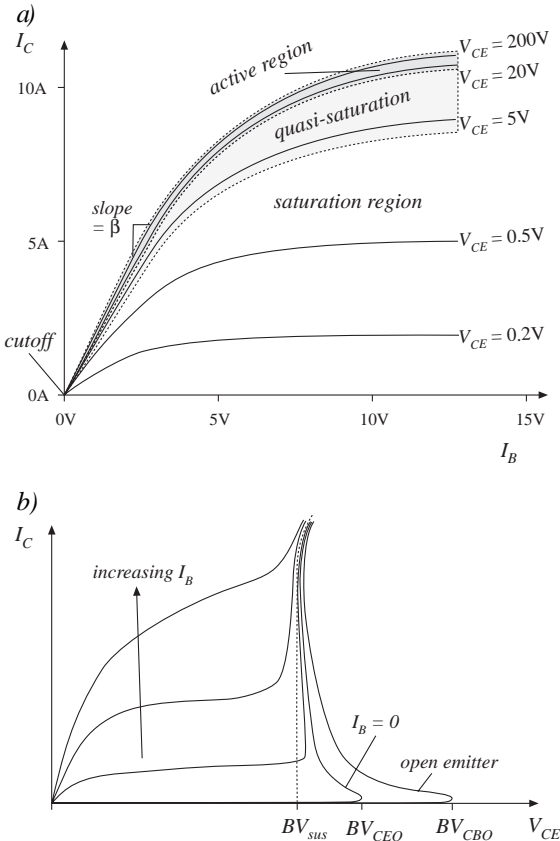 a)
I_C
10A
active region
V_CE = 200V
V_CE = 20V
quasi-saturation
V_CE = 5V
slope
= β
saturation region
5A
V_CE = 0.5V
cutoff
V_CE = 0.2V
0A
0V 5V 10V 15V
I_B
b)
I_C
increasing I_B
I_B = 0
open emitter
BV_sus BV_CEO BV_CBO V_CE